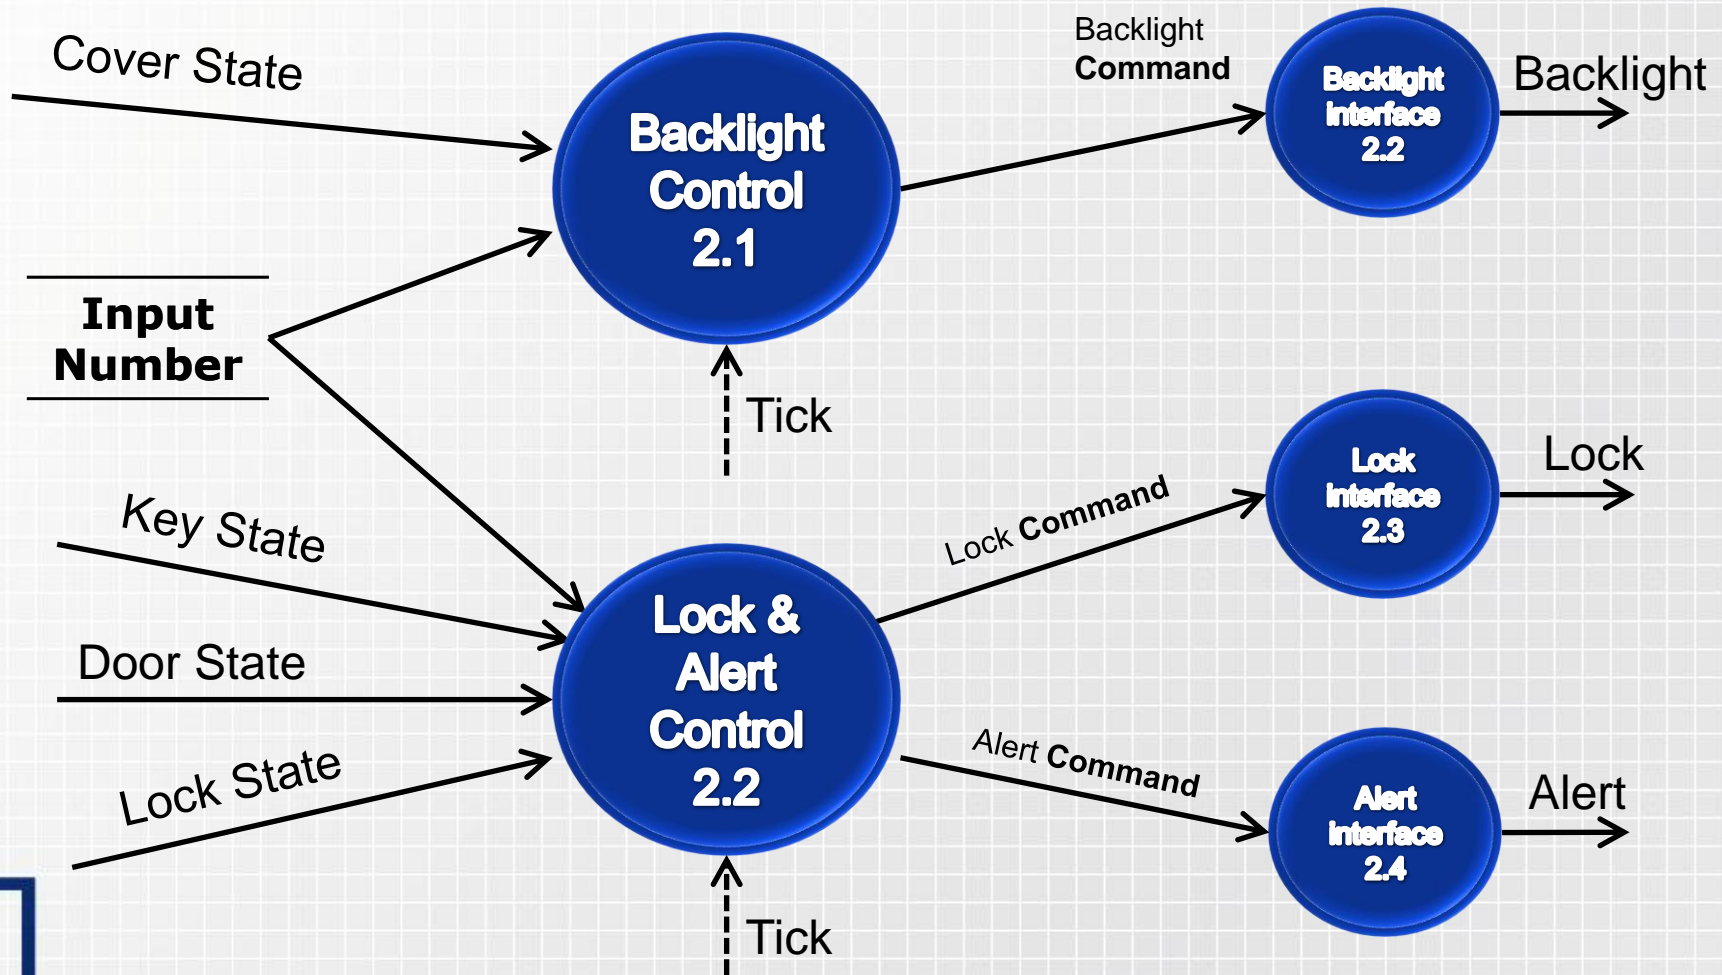 Cover State
Backlight
Control
2.1
Backlight
Command
Backlight
interface
2.2
Backlight
Input
Number
Tick
Key State
Door State
Lock State
Lock &
Alert
Control
2.2
Lock Command
Lock
interface
2.3
Lock
Alert Command
Alert
interface
2.4
Alert
Tick